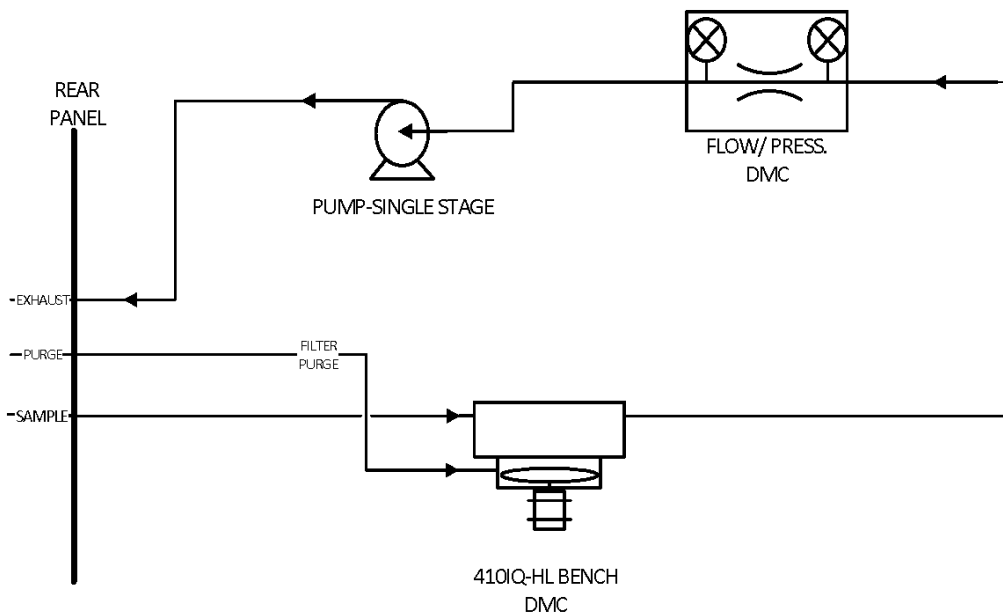 REAR
PANEL
FLOW/ PRESS.
DMC
PUMP-SINGLE STAGE
EXHAUST
PURGE
FILTER
PURGE
SAMPLE
410IQ-HL BENCH
DMC